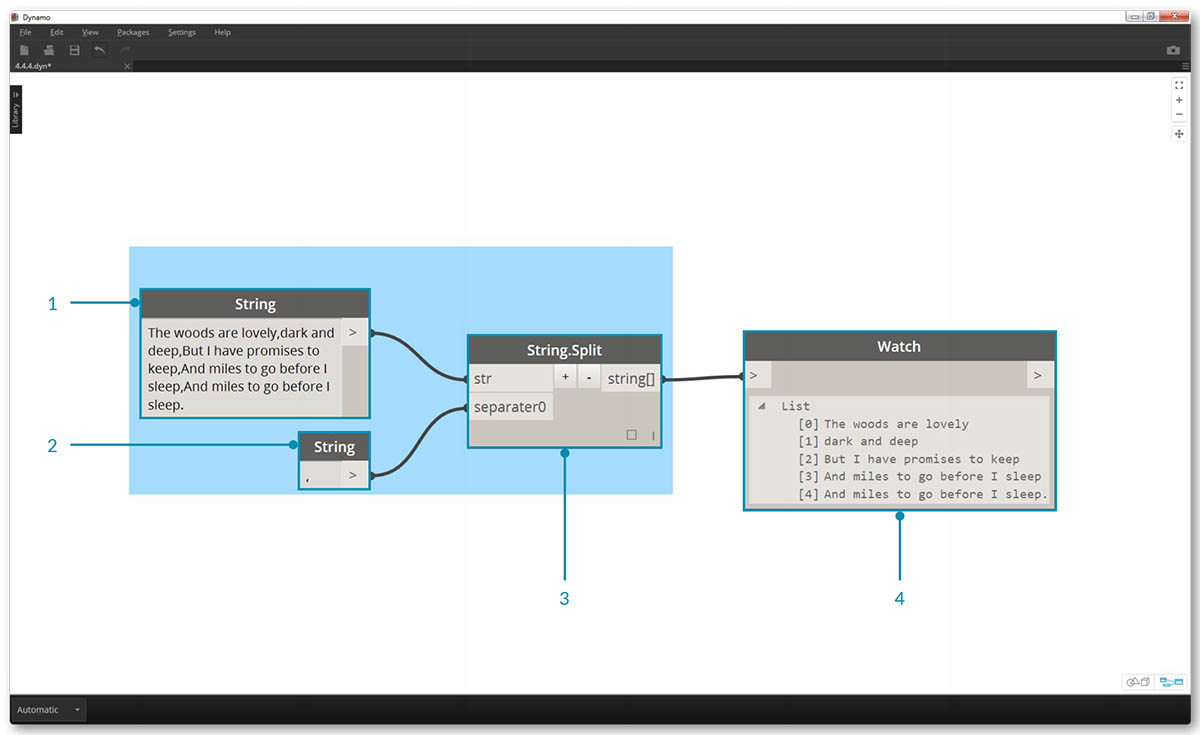 Dynamo
File Edit View Packages Settings Help
4.4.4.dyn*
Library
1
String
The woods are lovely,dark and
deep,But I have promises to
keep,And miles to go before I
sleep,And miles to go before I
sleep.
>
2
String
,
>
String.Split
str + - string[]
separater0
3
Watch
> >
List
[0] The woods are lovely
[1] dark and deep
[2] But I have promises to keep
[3] And miles to go before I sleep
[4] And miles to go before I sleep.
4
Automatic